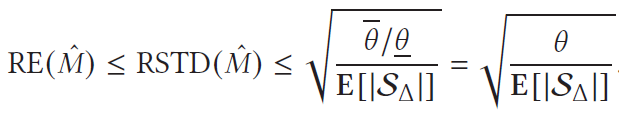 RE(M̂) ≤ RSTD(M̂) ≤ √(θ̅/θ̲ / E[|𝒮_Δ|]) = √(θ / E[|𝒮_Δ|]).